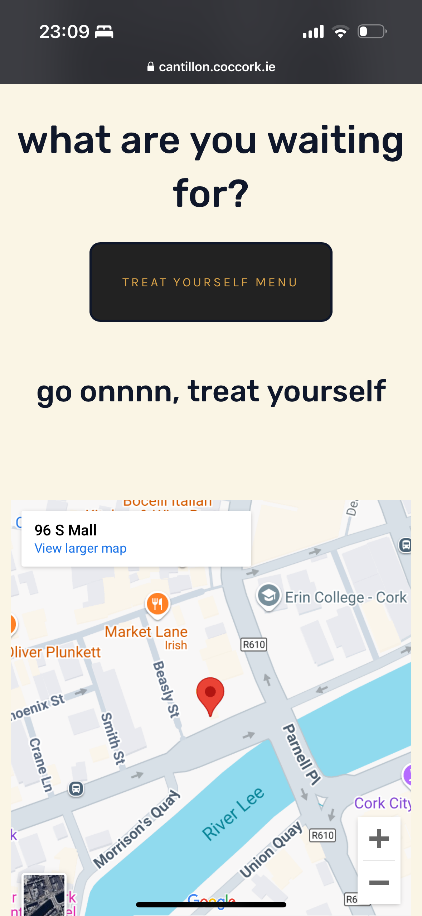 23:09
cantillon.coccork.ie
what are you waiting
for?
TREAT YOURSELF MENU
go onnnn, treat yourself
Bocelli Italian
96 S Mall
View larger map
Erin College - Cork
Market Lane
Irish
R610
Oliver Plunkett
Beasly St
Phoenix St
Smith St
Crane Ln
Parnell Pl
Morrison's Quay
River Lee
Union Quay
Cork City
R610
Google